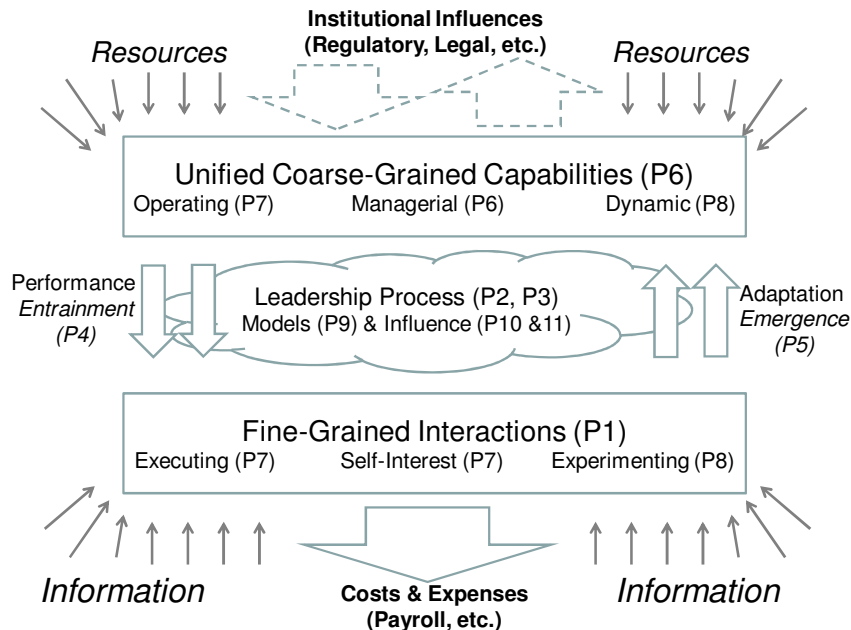 Institutional Influences
(Regulatory, Legal, etc.)
Resources
Resources
Unified Coarse-Grained Capabilities (P6)
Operating (P7)
Managerial (P6)
Dynamic (P8)
Performance
Entrainment
(P4)
Leadership Process (P2, P3)
Models (P9) & Influence (P10 &11)
Adaptation
Emergence
(P5)
Fine-Grained Interactions (P1)
Executing (P7)
Self-Interest (P7)
Experimenting (P8)
Information
Information
Costs & Expenses
(Payroll, etc.)